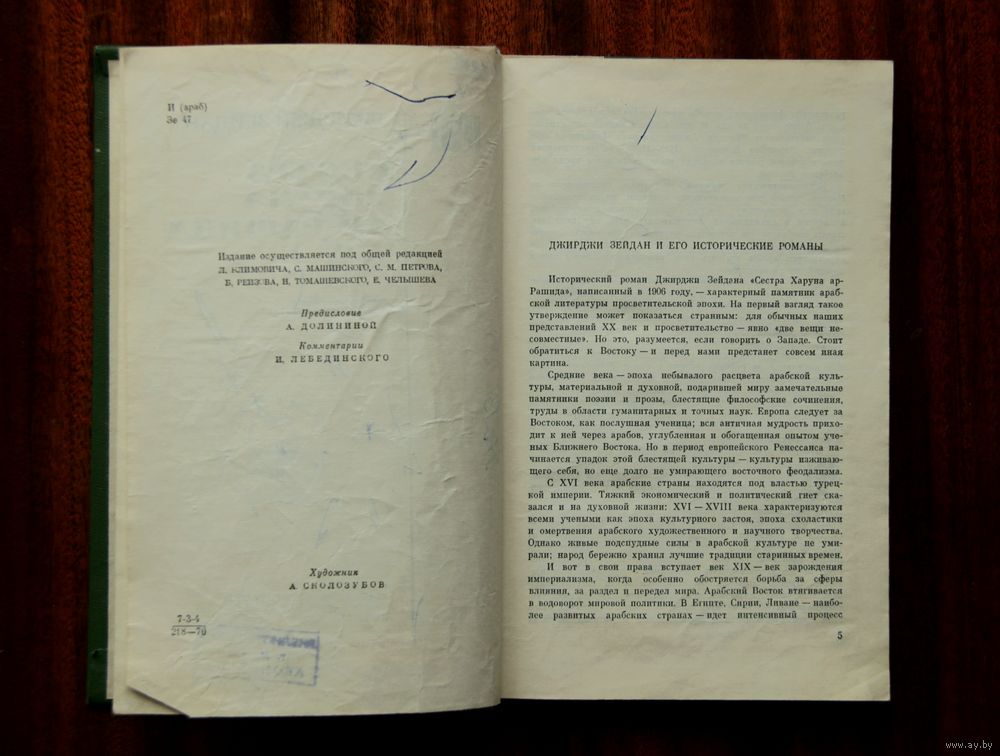 И (араб)
Зе 47
Издание осуществляется под общей редакцией
Л. КЛИМОВИЧА, С. МАШИНСКОГО, С. М. ПЕТРОВА,
Б. РЕИЗОВА, Н. ТОМАШЕВСКОГО, Е. ЧЕЛЫШЕВА
Предисловие
А. ДОЛИНИНОЙ
Комментарии
И. ЛЕБЕДИНСКОГО
Художник
А. СКОЛОЗУБОВ
7-3-4
218—70
ДЖИРДЖИ ЗЕЙДАН И ЕГО ИСТОРИЧЕСКИЕ РОМАНЫ
Исторический роман Джирджи Зейдана «Сестра Харуна ар-
Рашида», написанный в 1906 году, — характерный памятник араб-
ской литературы просветительской эпохи. На первый взгляд такое
утверждение может показаться странным: для обычных наших
представлений XX век и просветительство — явно «две вещи не-
совместные». Но это, разумеется, если говорить о Западе. Стоит
обратиться к Востоку — и перед нами предстанет совсем иная
картина.
Средние века — эпоха небывалого расцвета арабской куль-
туры, материальной и духовной, подарившей миру замечательные
памятники поэзии и прозы, блестящие философские сочинения,
труды в области гуманитарных и точных наук. Европа следует за
Востоком, как послушная ученица; вся античная мудрость прихо-
дит к ней через арабов, углубленная и обогащенная опытом уче-
ных Ближнего Востока. Но в период европейского Ренессанса на-
чинается упадок этой блестящей культуры — культуры изживаю-
щего себя, но еще долго не умирающего восточного феодализма.
С XVI века арабские страны находятся под властью турец-
кой империи. Тяжкий экономический и политический гнет ска-
зался и на духовной жизни: XVI — XVIII века характеризуются
всеми учеными как эпоха культурного застоя, эпоха схоластики
и омертвения арабского художественного и научного творчества.
Однако живые подспудные силы в арабской культуре не уми-
рали; народ бережно хранил лучшие традиции старинных времен.
И вот в свои права вступает век XIX — век зарождения
империализма, когда особенно обостряется борьба за сферы
влияния, за раздел и передел мира. Арабский Восток втягивается
в водоворот мировой политики. В Египте, Сирии, Ливане — наибо-
лее развитых арабских странах — идет интенсивный процесс
5
www.ay.by